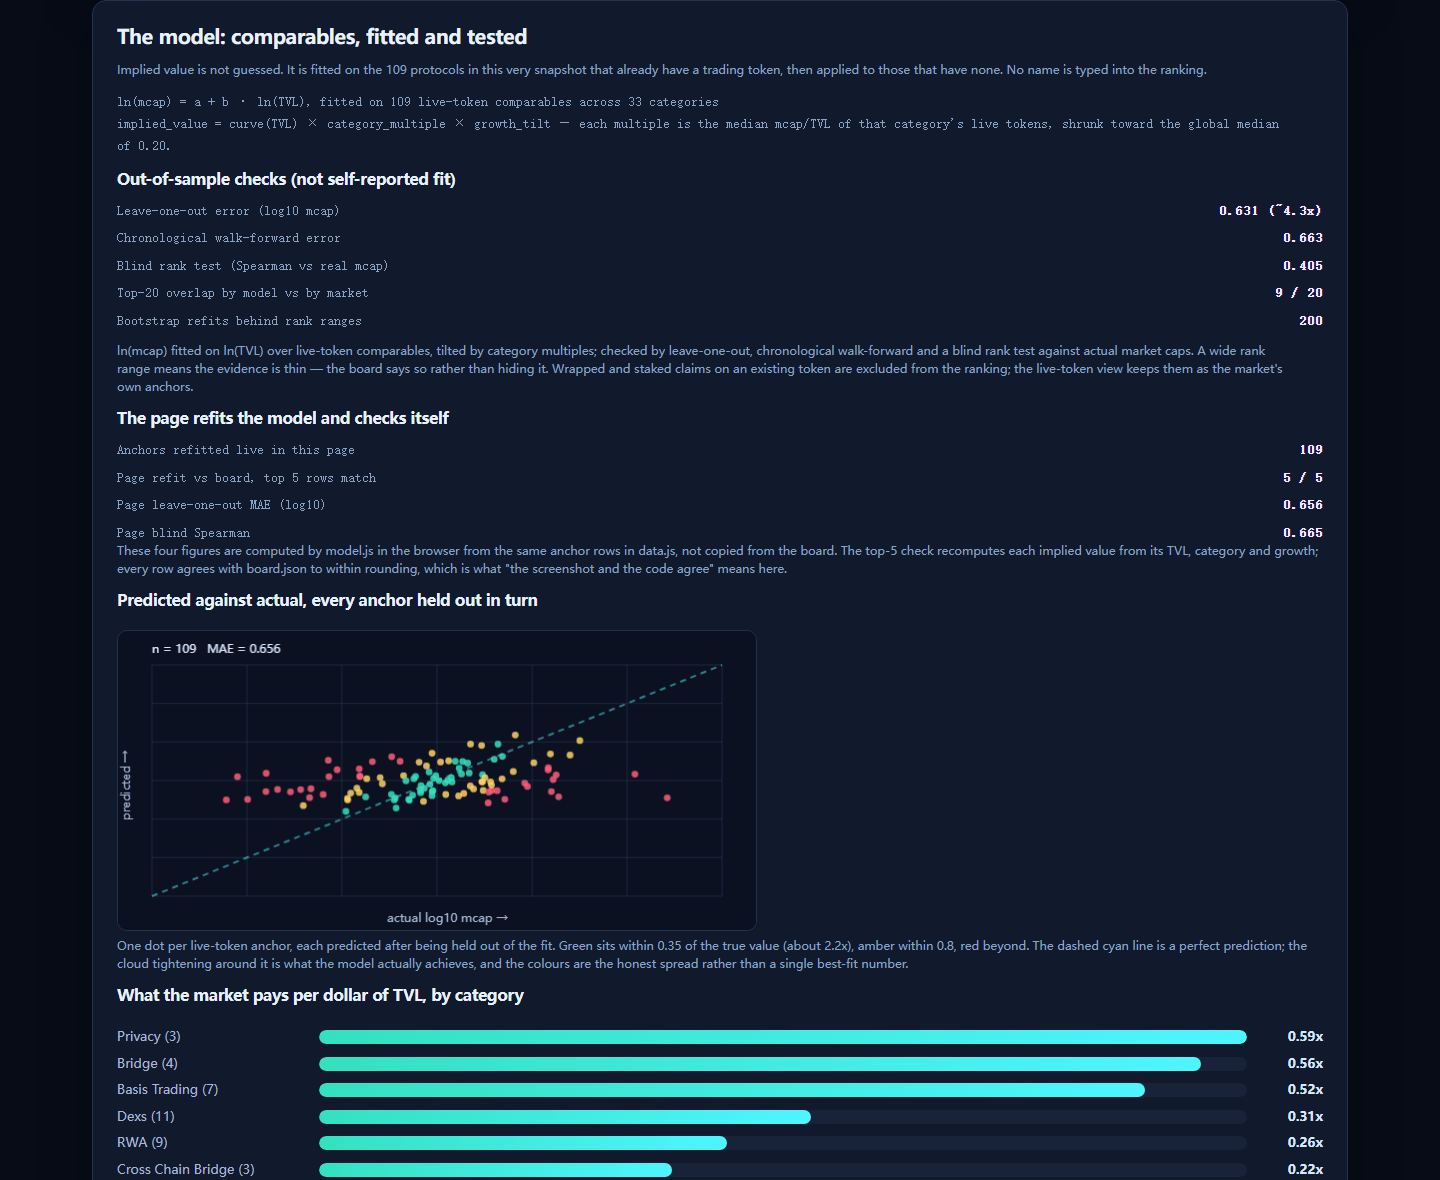 The model: comparables, fitted and tested
Implied value is not guessed. It is fitted on the 109 protocols in this very snapshot that already have a trading token, then applied to those that have none. No name is typed into the ranking.
ln(mcap) = a + b · ln(TVL), fitted on 109 live-token comparables across 33 categories
implied_value = curve(TVL) × category_multiple × growth_tilt — each multiple is the median mcap/TVL of that category's live tokens, shrunk toward the global median
of 0.20.
Out-of-sample checks (not self-reported fit)
Leave-one-out error (log10 mcap) 0.631 (~4.3x)
Chronological walk-forward error 0.663
Blind rank test (Spearman vs real mcap) 0.405
Top-20 overlap by model vs by market 9 / 20
Bootstrap refits behind rank ranges 200
ln(mcap) fitted on ln(TVL) over live-token comparables, tilted by category multiples; checked by leave-one-out, chronological walk-forward and a blind rank test against actual market caps. A wide rank
range means the evidence is thin — the board says so rather than hiding it. Wrapped and staked claims on an existing token are excluded from the ranking; the live-token view keeps them as the market's
own anchors.
The page refits the model and checks itself
Anchors refitted live in this page 109
Page refit vs board, top 5 rows match 5 / 5
Page leave-one-out MAE (log10) 0.656
Page blind Spearman 0.665
These four figures are computed by model.js in the browser from the same anchor rows in data.js, not copied from the board. The top-5 check recomputes each implied value from its TVL, category and growth;
every row agrees with board.json to within rounding, which is what "the screenshot and the code agree" means here.
Predicted against actual, every anchor held out in turn
n = 109 MAE = 0.656
predicted →
actual log10 mcap →
One dot per live-token anchor, each predicted after being held out of the fit. Green sits within 0.35 of the true value (about 2.2x), amber within 0.8, red beyond. The dashed cyan line is a perfect prediction; the
cloud tightening around it is what the model actually achieves, and the colours are the honest spread rather than a single best-fit number.
What the market pays per dollar of TVL, by category
Privacy (3) 0.59x
Bridge (4) 0.56x
Basis Trading (7) 0.52x
Dexs (11) 0.31x
RWA (9) 0.26x
Cross Chain Bridge (3) 0.22x